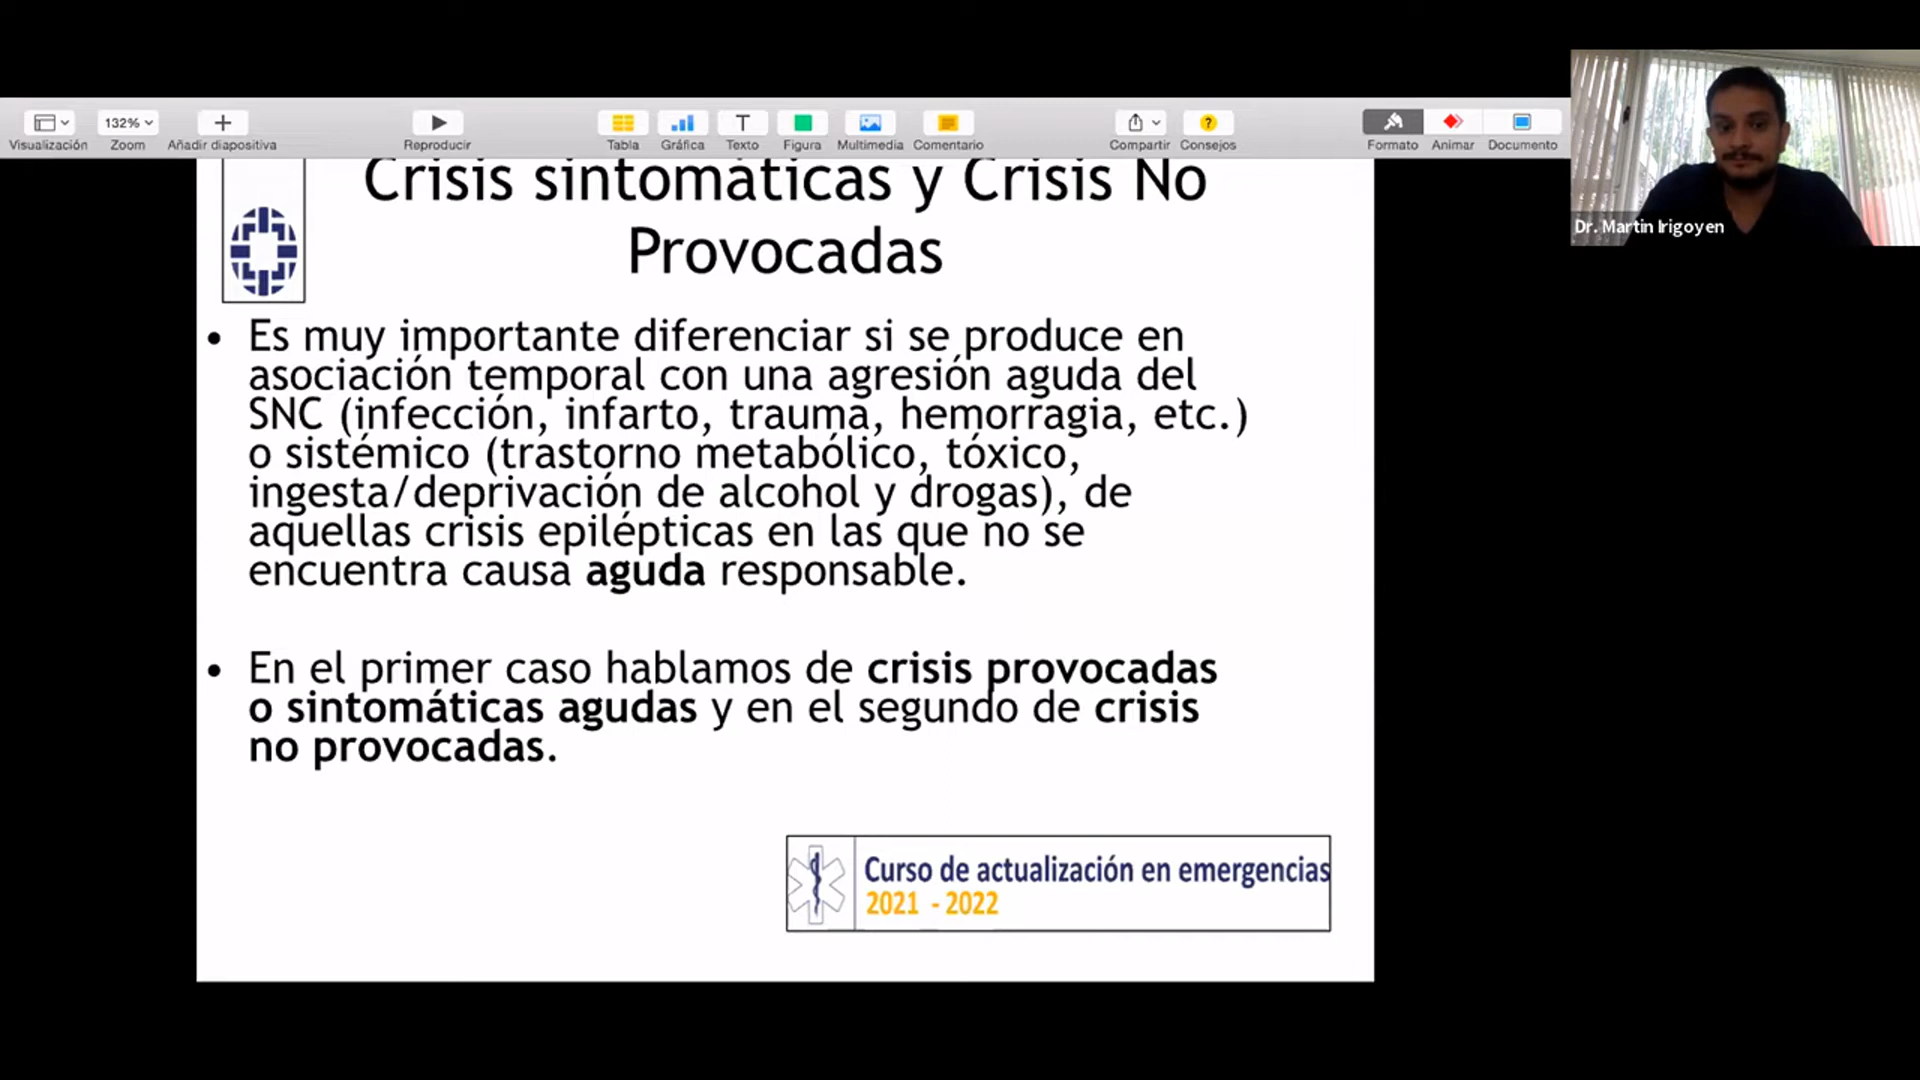 132%
Visualización
Zoom
Añadir diapositiva
Reproducir
Tabla
Gráfica
Texto
Figura
Multimedia
Comentario
Compartir
Consejos
Formato
Animar
Documento
Dr. Martin Irigoyen
Crisis sintomáticas y Crisis No
Provocadas
• Es muy importante diferenciar si se produce en
asociación temporal con una agresión aguda del
SNC (infección, infarto, trauma, hemorragia, etc.)
o sistémico (trastorno metabólico, tóxico,
ingesta/deprivación de alcohol y drogas), de
aquellas crisis epilépticas en las que no se
encuentra causa aguda responsable.
• En el primer caso hablamos de crisis provocadas
o sintomáticas agudas y en el segundo de crisis
no provocadas.
Curso de actualización en emergencias
2021 - 2022